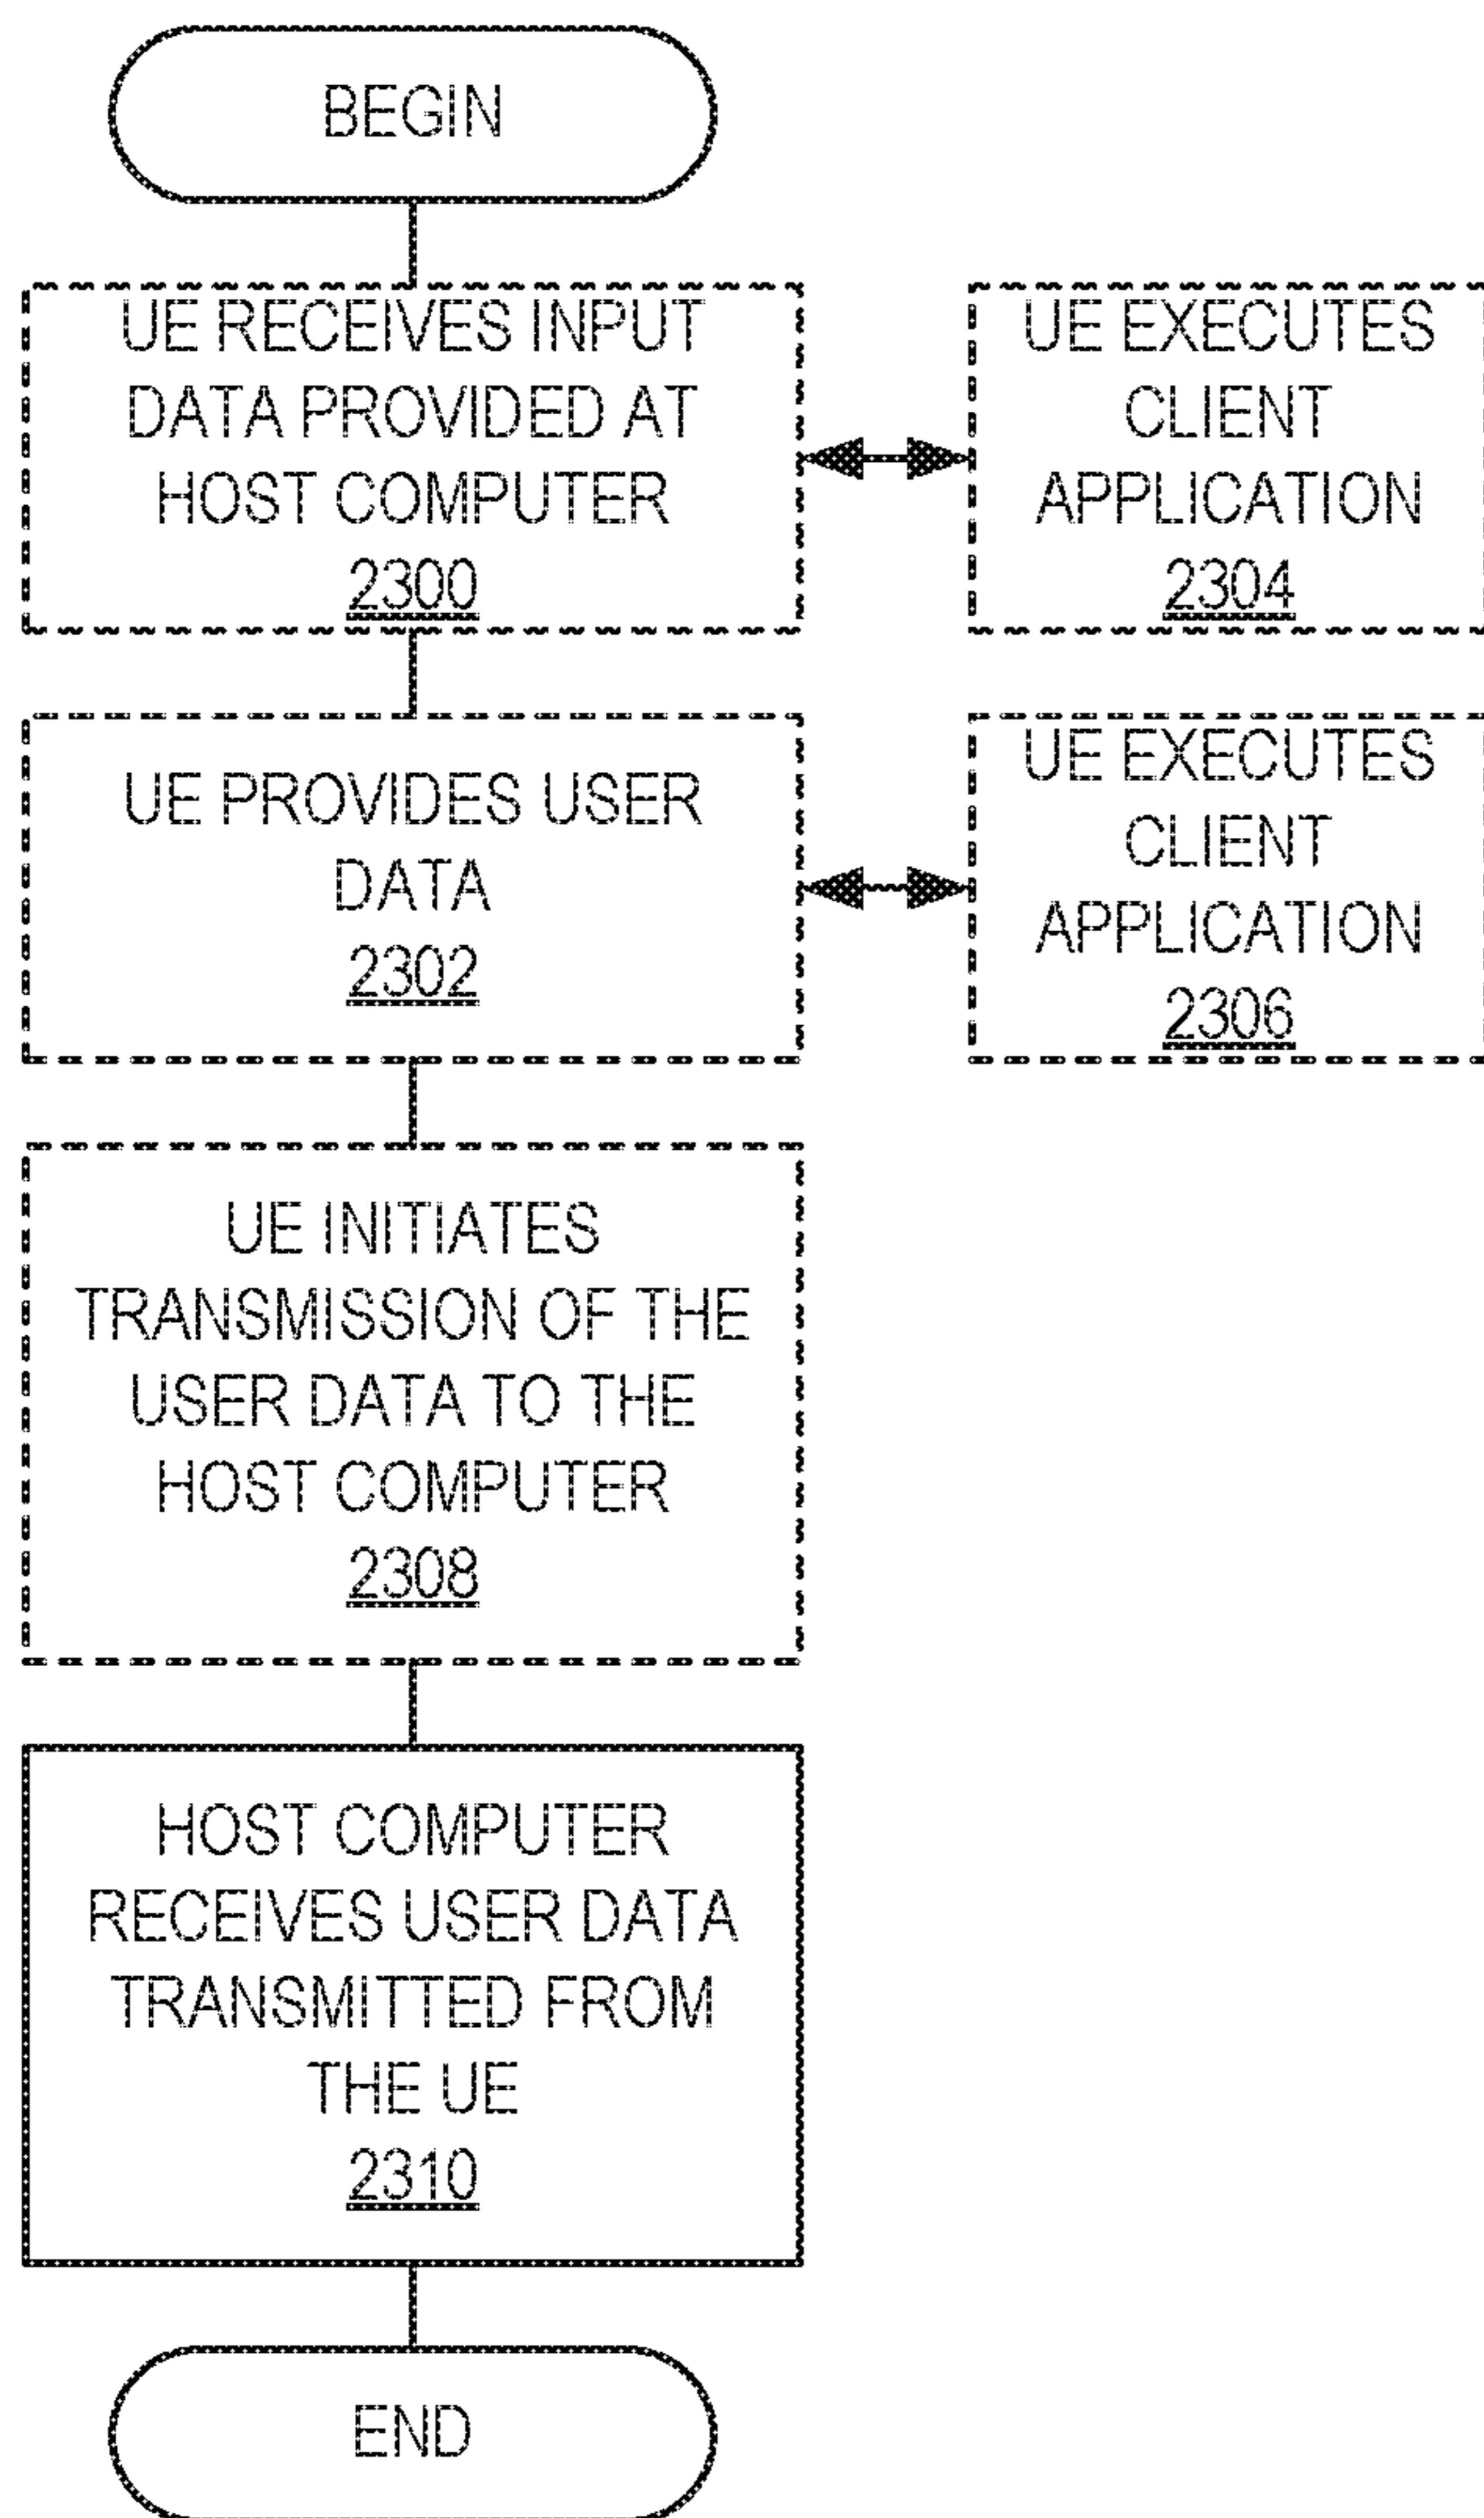 BEGIN
UE RECEIVES INPUT
DATA PROVIDED AT
HOST COMPUTER
2300
UE EXECUTES
CLIENT
APPLICATION
2304
UE PROVIDES USER
DATA
2302
UE EXECUTES
CLIENT
APPLICATION
2306
UE INITIATES
TRANSMISSION OF THE
USER DATA TO THE
HOST COMPUTER
2308
HOST COMPUTER
RECEIVES USER DATA
TRANSMITTED FROM
THE UE
2310
END